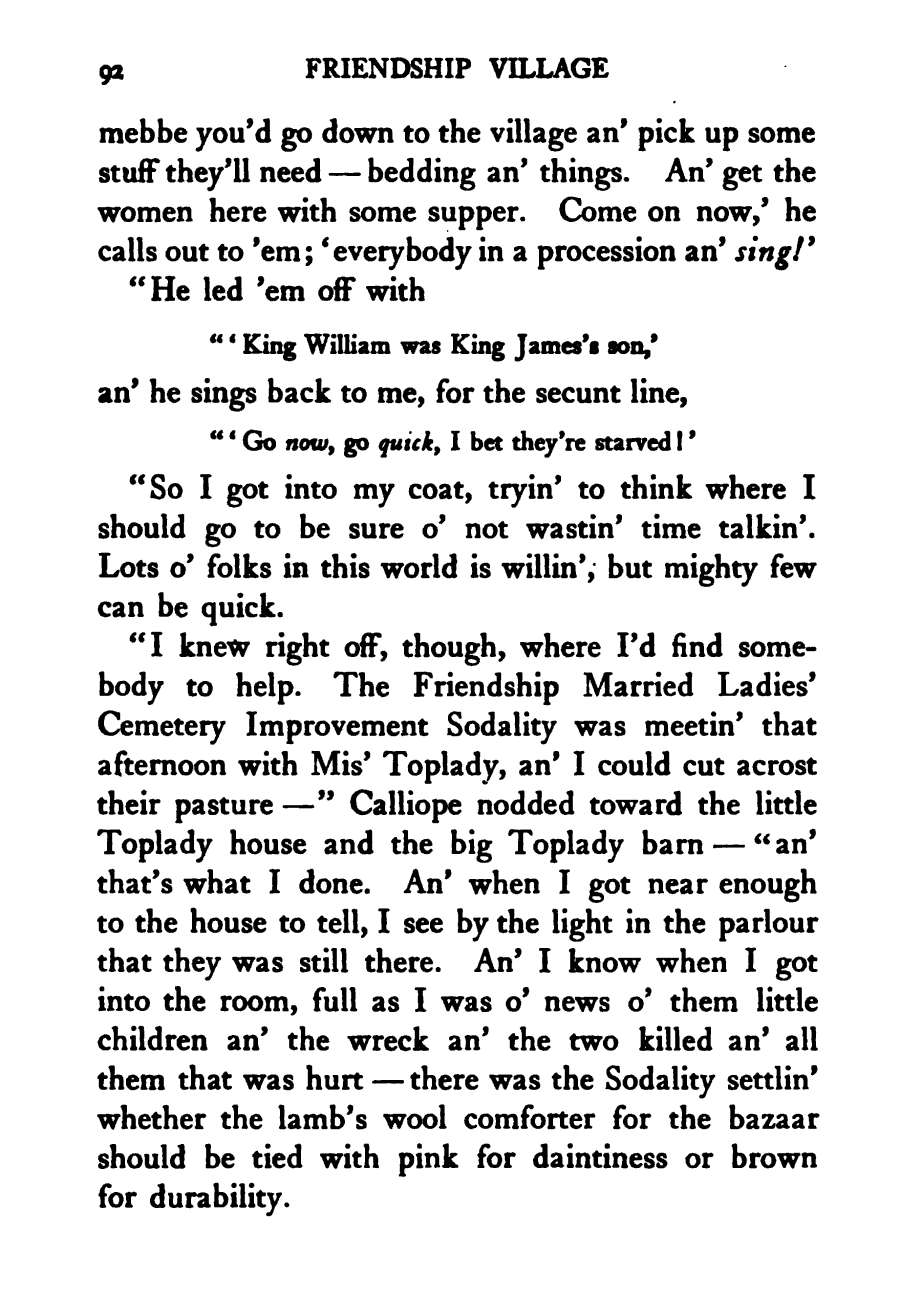 92 FRIENDSHIP VILLAGE
mebbe you'd go down to the village an' pick up some
stuff they'll need — bedding an' things. An' get the
women here with some supper. Come on now,' he
calls out to 'em; 'everybody in a procession an' sing!'
"He led 'em off with
"'King William was King James's son,'
an' he sings back to me, for the secunt line,
"'Go now, go quick, I bet they're starved!'
"So I got into my coat, tryin' to think where I
should go to be sure o' not wastin' time talkin'.
Lots o' folks in this world is willin', but mighty few
can be quick.
"I knew right off, though, where I'd find some-
body to help. The Friendship Married Ladies'
Cemetery Improvement Sodality was meetin' that
afternoon with Mis' Toplady, an' I could cut acrost
their pasture —" Calliope nodded toward the little
Toplady house and the big Toplady barn — "an'
that's what I done. An' when I got near enough
to the house to tell, I see by the light in the parlour
that they was still there. An' I know when I got
into the room, full as I was o' news o' them little
children an' the wreck an' the two killed an' all
them that was hurt — there was the Sodality settlin'
whether the lamb's wool comforter for the bazaar
should be tied with pink for daintiness or brown
for durability.